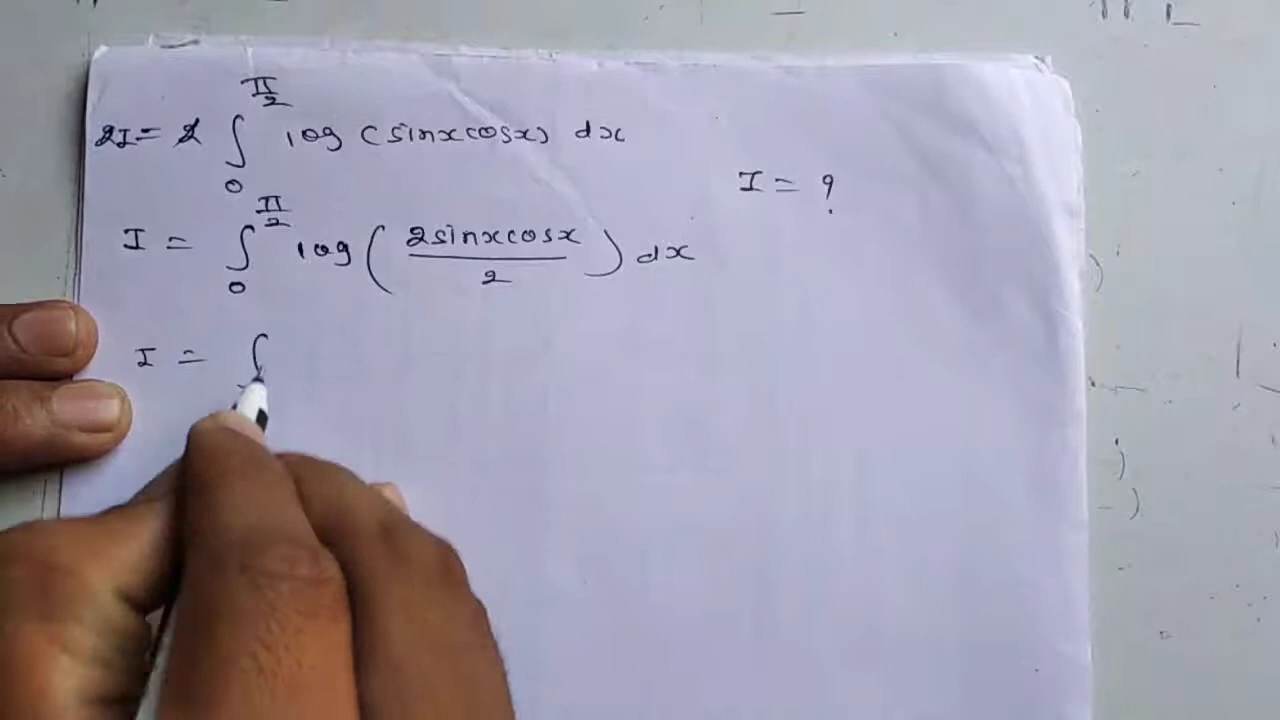 2I = 2 ∫₀^(π/2) log (sinxcosx) dx
I = ?
I = ∫₀^(π/2) log (2sinxcosx / 2) dx
I = ∫